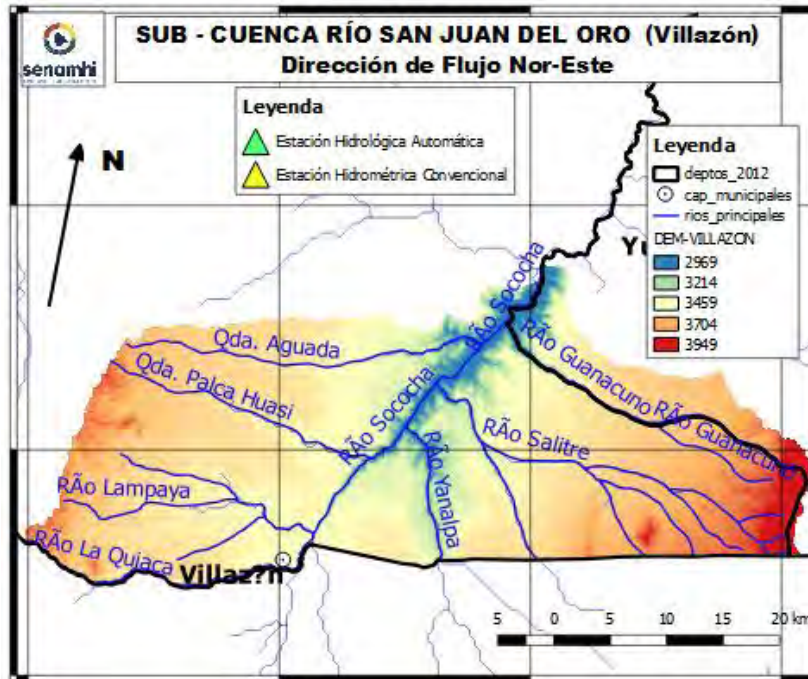 senamhi
SUB - CUENCA RÍO SAN JUAN DEL ORO (Villazón)
Dirección de Flujo Nor-Este
Leyenda
Estación Hidrológica Automática
Estación Hidrométrica Convencional
N
Leyenda
deptos_2012
cap_municipales
rios_principales
DEM-VILLAZON
2969
3214
3459
3704
3949
Yu
RÃo Sococha
Qda. Aguada
RÃo Guanacuno
Qda. Palca Huasi
RÃo Sococha
RÃo Guanacuno
RÃo Salitre
RÃo Lampaya
RÃo Yanalpa
RÃo La Quiaca
Villaz?n
5 0 5 10 15 20 km